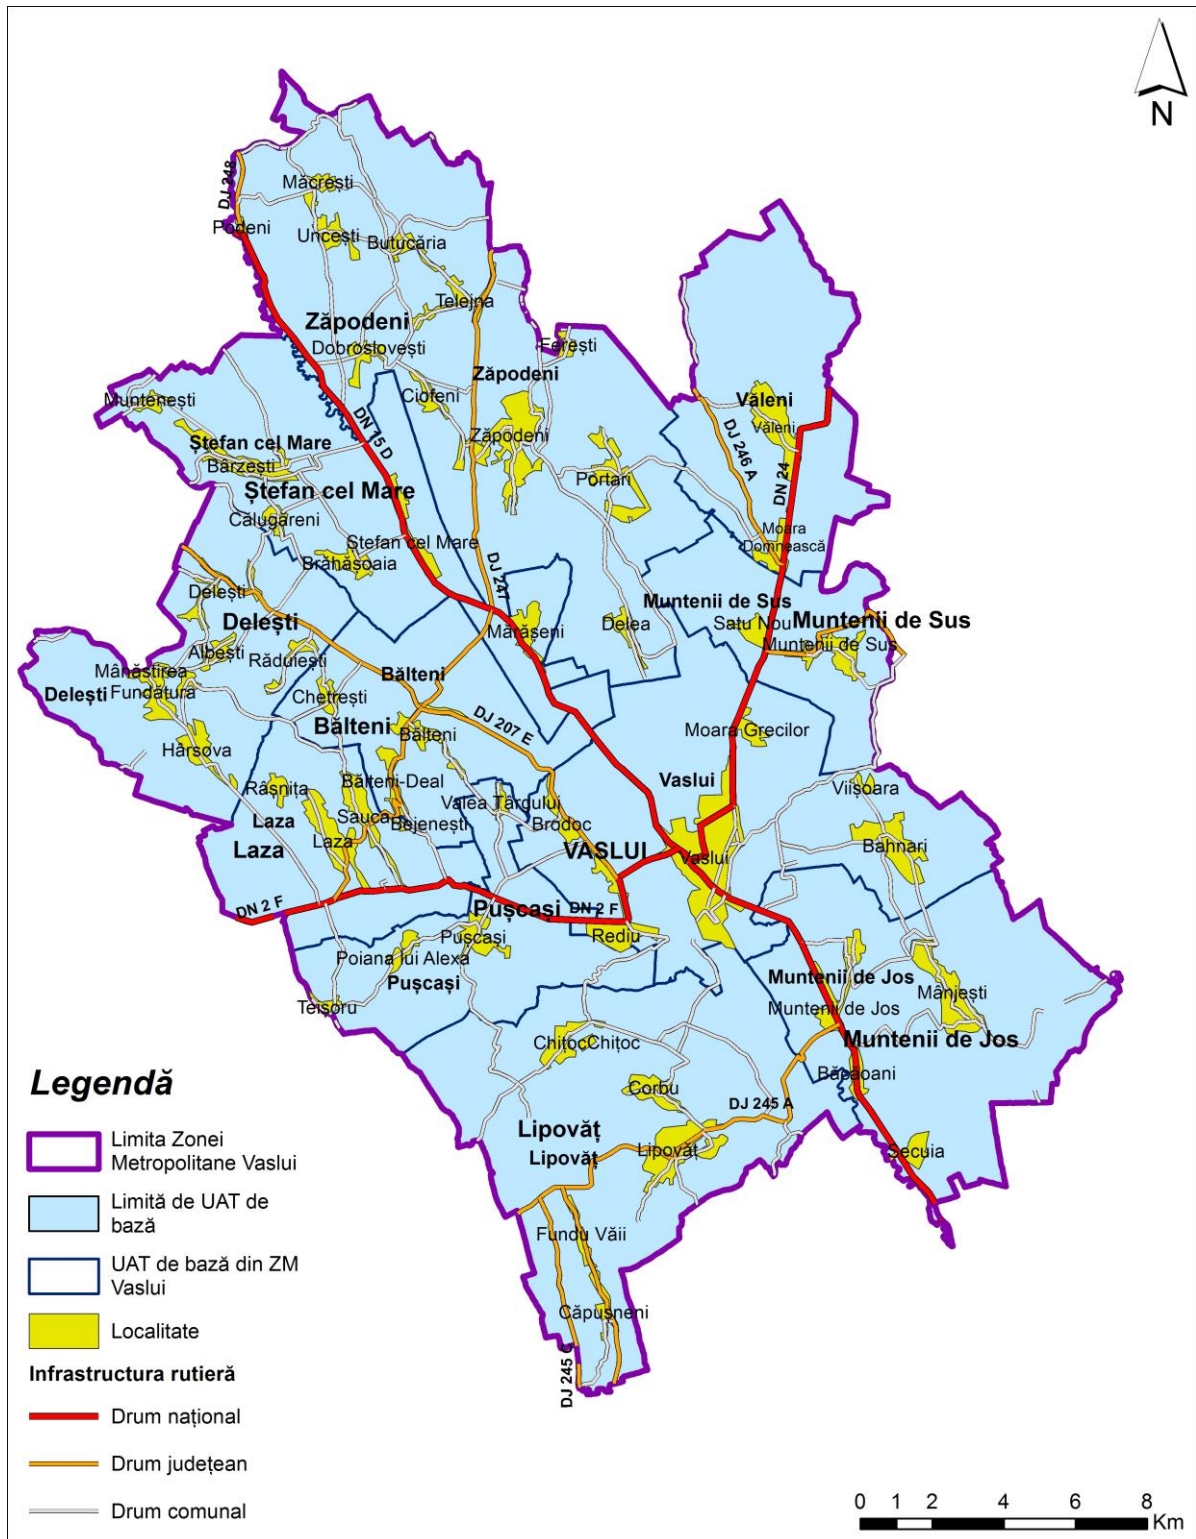 N
DJ 248
Măcrești
Podeni
Uncești
Butucăria
Telejna
Zăpodeni
Dobroslovești
Ferești
Zăpodeni
Ciofeni
Muntenești
Văleni
Văleni
DN 15 D
Ștefan cel Mare
Zăpodeni
DJ 246 A
Bârzești
DN 24
Portari
Ștefan cel Mare
Călugăreni
Moara
Domnească
Ștefan cel Mare
Brăhășoaia
DJ 247
Delești
Muntenii de Sus
Delești
Mărășeni
Delea
Satu Nou
Muntenii de Sus
Muntenii de Sus
Albești
Rădulești
Mânăstirea
Bălteni
Delești
Fundătura
Chetrești
Bălteni
Bălteni
DJ 207 E
Moara Grecilor
Hârsova
Bălteni-Deal
Vaslui
Râșnița
Valea Târgului
Viișoara
Laza
Sauca
Bejenești
Brodoc
Laza
Laza
VASLUI
Vaslui
Bahnari
DN 2 F
Pușcași
DN 2 F
Pușcași
Rediu
Poiana lui Alexa
Pușcași
Muntenii de Jos
Mânjești
Teișoru
Muntenii de Jos
Chițoc
Chițoc
Muntenii de Jos
Băcăoani
Corbu
DJ 245 A
Lipovăț
Lipovăț
Lipovăț
Secuia
Fundu Văii
Căpușneni
DJ 245 C
Legendă
Limita Zonei
Metropolitane Vaslui
Limită de UAT de
bază
UAT de bază din ZM
Vaslui
Localitate
Infrastructura rutieră
Drum național
Drum județean
Drum comunal
0 1 2 4 6 8
Km